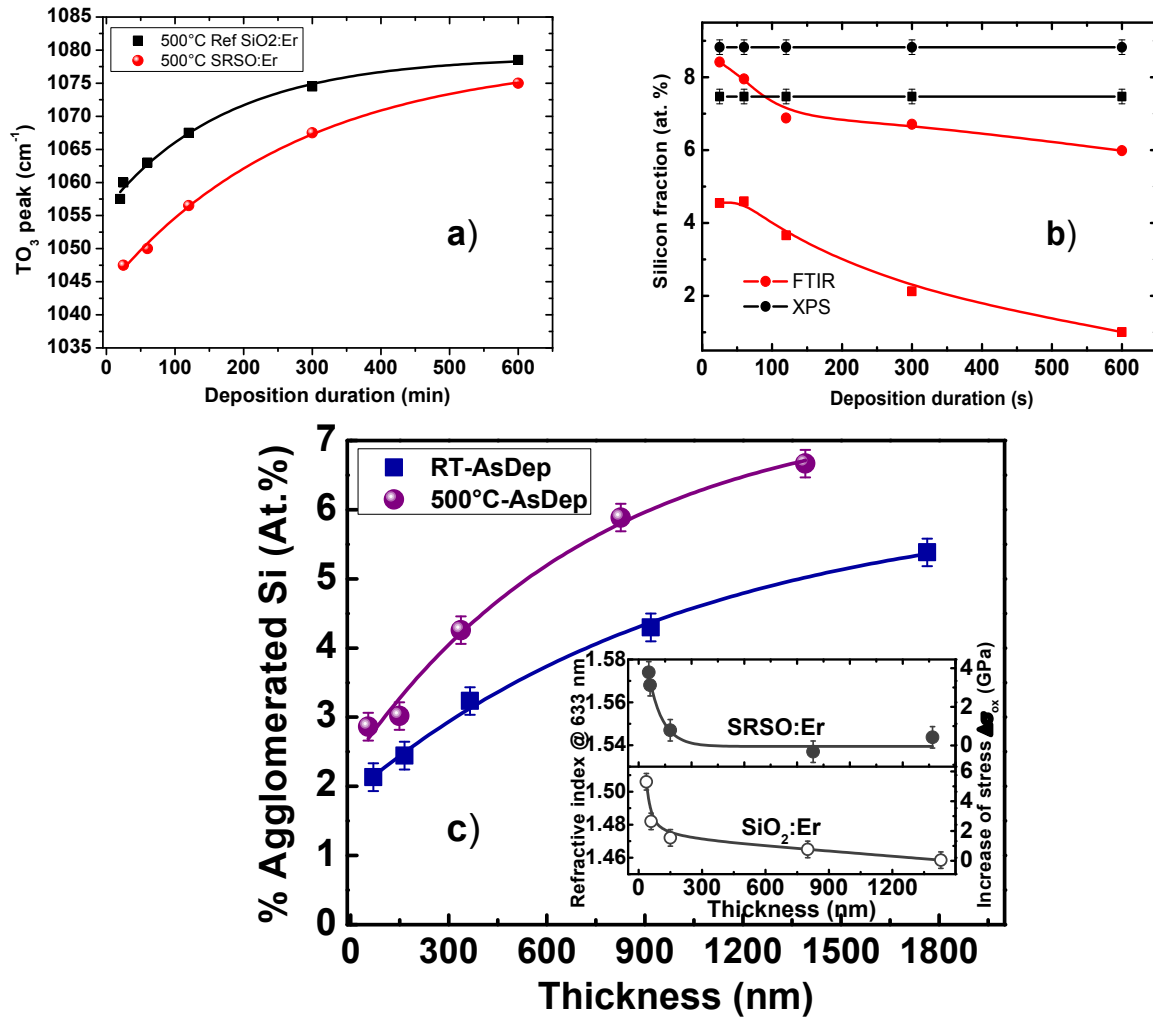 1085
1080
1075
1070
1065
1060
1055
1050
1045
1040
1035
TO3 peak (cm-1)
500°C Ref SiO2:Er
500°C SRSO:Er
a)
0 100 200 300 400 500 600
Deposition duration (min)
8
6
4
2
Silicon fraction (at. %)
b)
FTIR
XPS
0 100 200 300 400 500 600
Deposition duration (s)
7
6
5
4
3
2
1
0
% Agglomerated Si (At.%)
RT-AsDep
500°C-AsDep
c)
0 300 600 900 1200 1500 1800
Thickness (nm)
1.58
1.56
1.54
1.50
1.48
1.46
Refractive index @ 633 nm
SRSO:Er
SiO2:Er
4
2
0
6
4
2
0
Increase of stress Δσox (GPa)
300 600 900 1200
Thickness (nm)